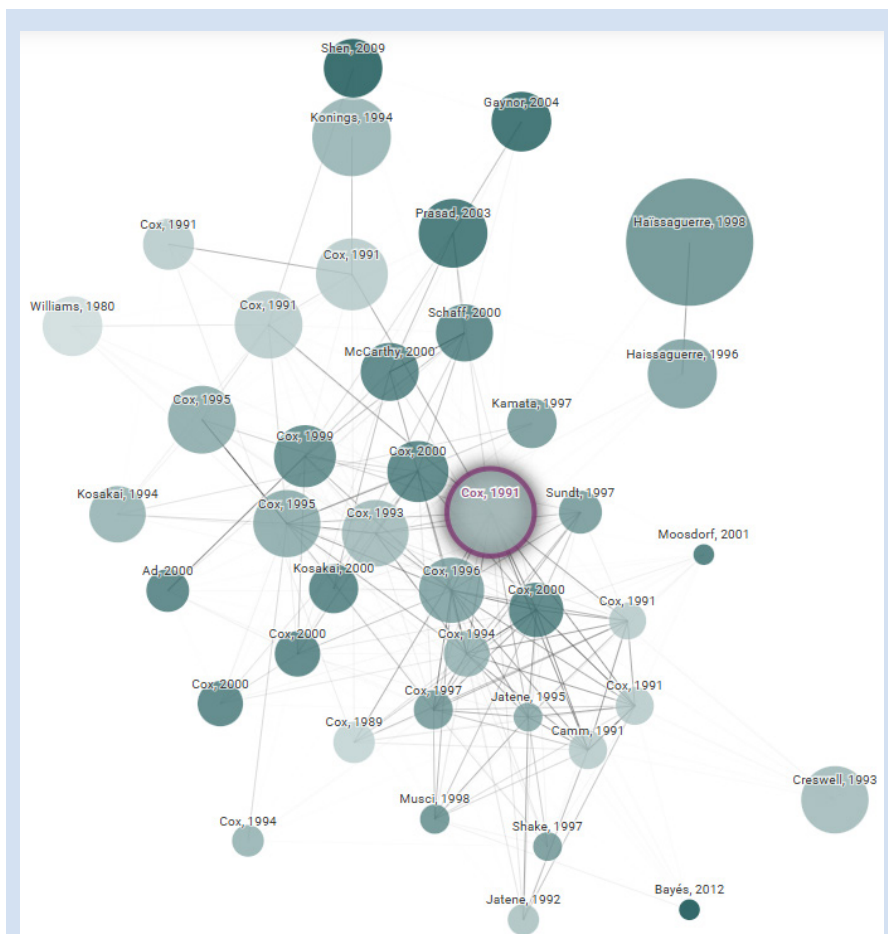 Shen, 2009
Gaynor, 2004
Konings, 1994
Prasad, 2003
Cox, 1991
Haïssaguerre, 1998
Cox, 1991
Williams, 1980
Cox, 1991
Schaff, 2000
McCarthy, 2000
Haissaguerre, 1996
Cox, 1995
Kamata, 1997
Cox, 1999
Cox, 2000
Kosakai, 1994
Cox, 1995
Cox, 1993
Cox, 1991
Sundt, 1997
Moosdorf, 2001
Ad, 2000
Kosakai, 2000
Cox, 1996
Cox, 2000
Cox, 1991
Cox, 2000
Cox, 1994
Cox, 2000
Cox, 1997
Jatene, 1995
Cox, 1991
Cox, 1989
Camm, 1991
Creswell, 1993
Musci, 1998
Cox, 1994
Shake, 1997
Jatene, 1992
Bayés, 2012